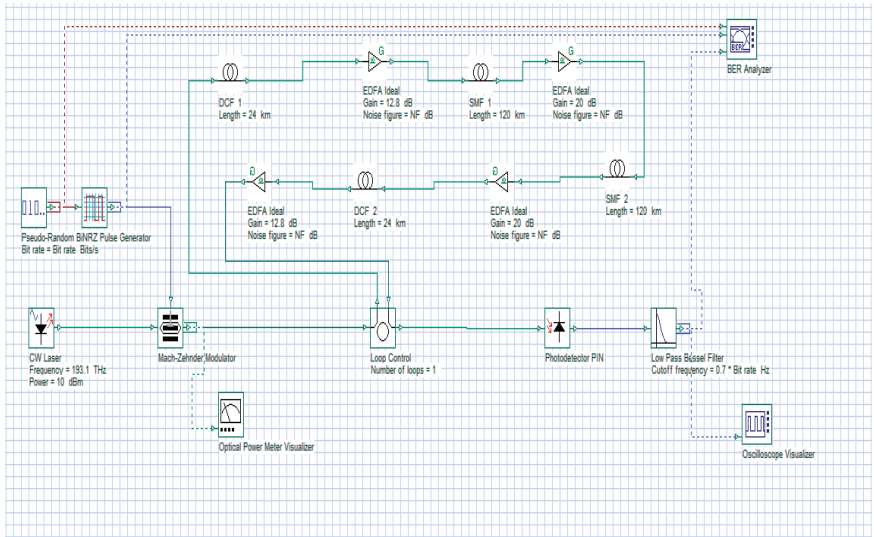 BER
BER Analyzer
G
G
DCF 1
Length = 24 km
EDFA Ideal
Gain = 12.8 dB
Noise figure = NF dB
SMF 1
Length = 120 km
EDFA Ideal
Gain = 20 dB
Noise figure = NF dB
G
G
EDFA Ideal
Gain = 12.8 dB
Noise figure = NF dB
DCF 2
Length = 24 km
EDFA Ideal
Gain = 20 dB
Noise figure = NF dB
SMF 2
Length = 120 km
Pseudo-Random Bi NRZ Pulse Generator
Bit rate = Bit rate Bits/s
CW Laser
Frequency = 193.1 THz
Power = 10 dBm
Mach-Zehnder Modulator
Loop Control
Number of loops = 1
Photodetector PIN
Low Pass Bessel Filter
Cutoff frequency = 0.7 * Bit rate Hz
Optical Power Meter Visualizer
Oscilloscope Visualizer